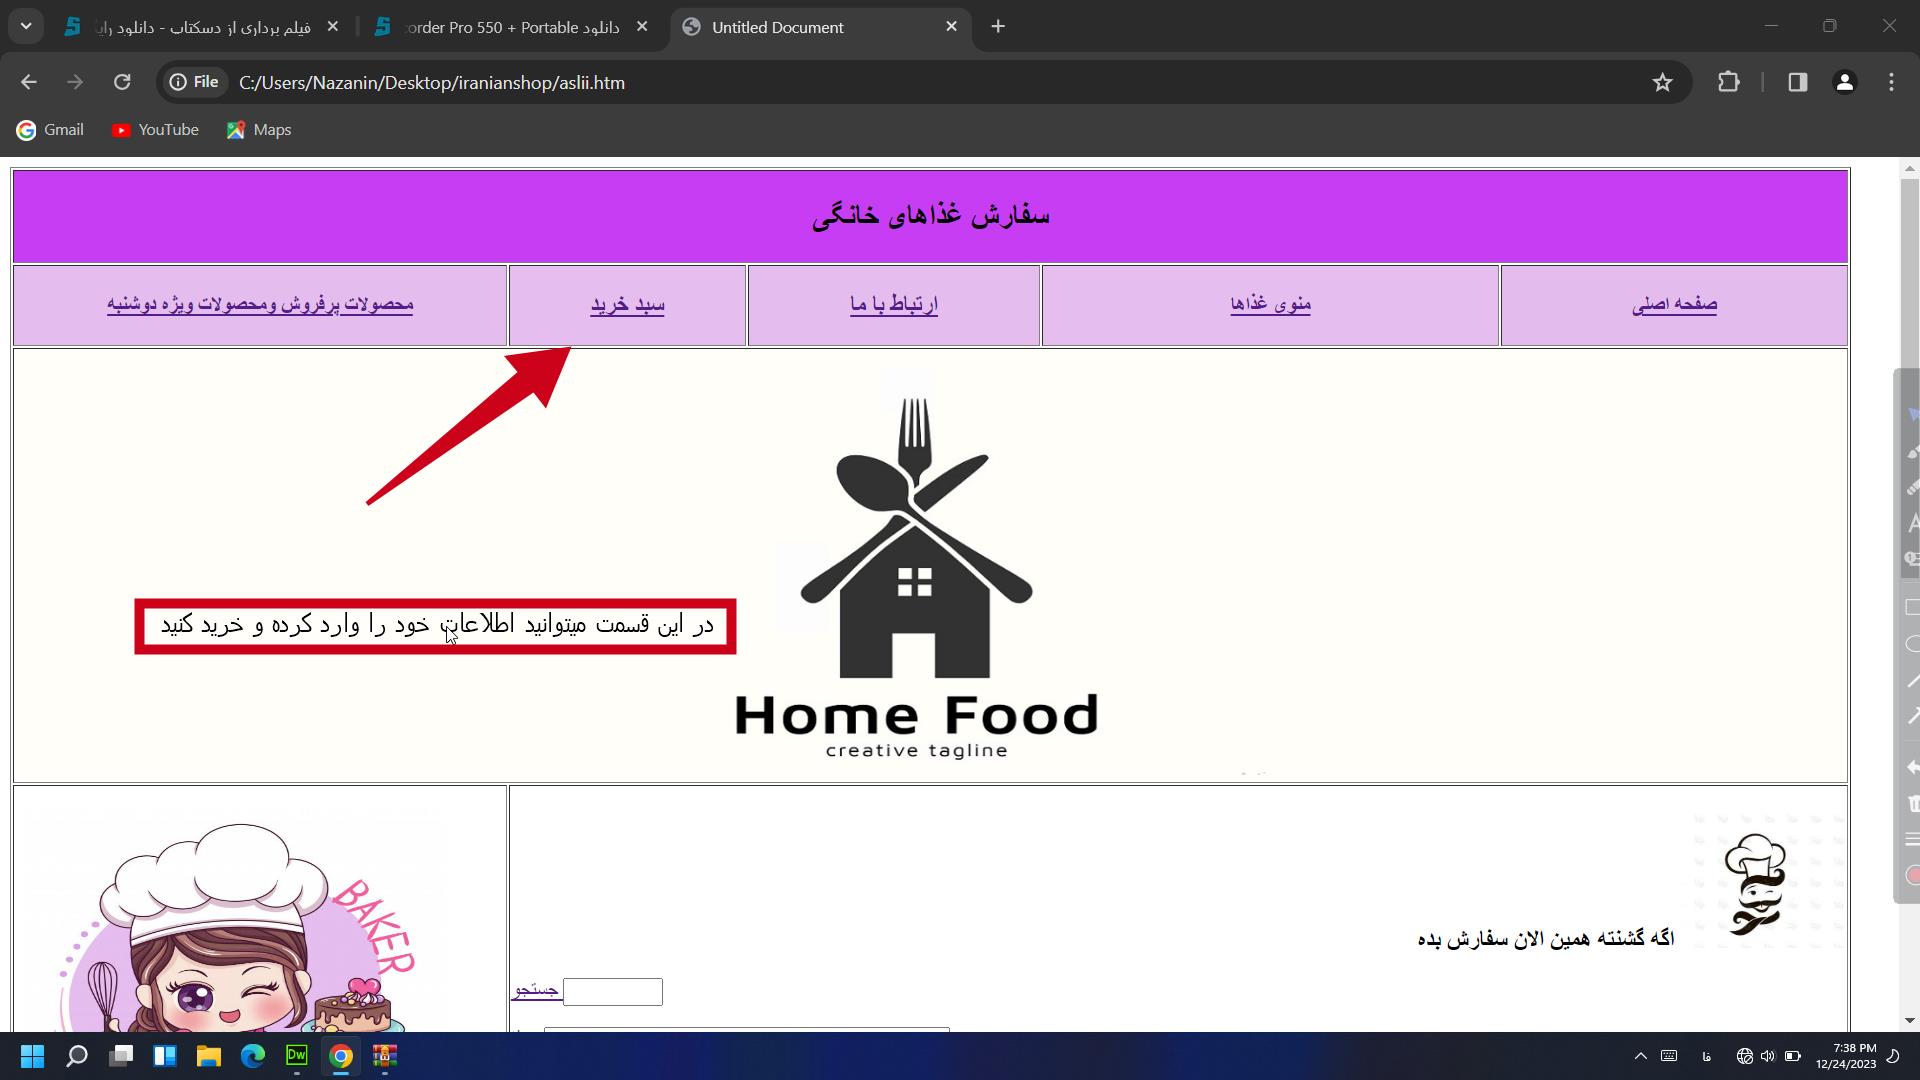 فیلم برداری از دسکتاب - دانلود رای
دانلود order Pro 550 + Portable
Untitled Document
File
C:/Users/Nazanin/Desktop/iranianshop/aslii.htm
Gmail
YouTube
Maps
سفارش غذاهای خانگی
صفحه اصلی
منوی غذاها
ارتباط با ما
سبد خرید
محصولات پرفروش ومحصولات ویژه دوشنبه
در این قسمت میتوانید اطلاعات خود را وارد کرده و خرید کنید
Home Food
creative tagline
BAKER
اگه گشنته همین الان سفارش بده
جستجو
Dw
فا
7:38 PM
12/24/2023